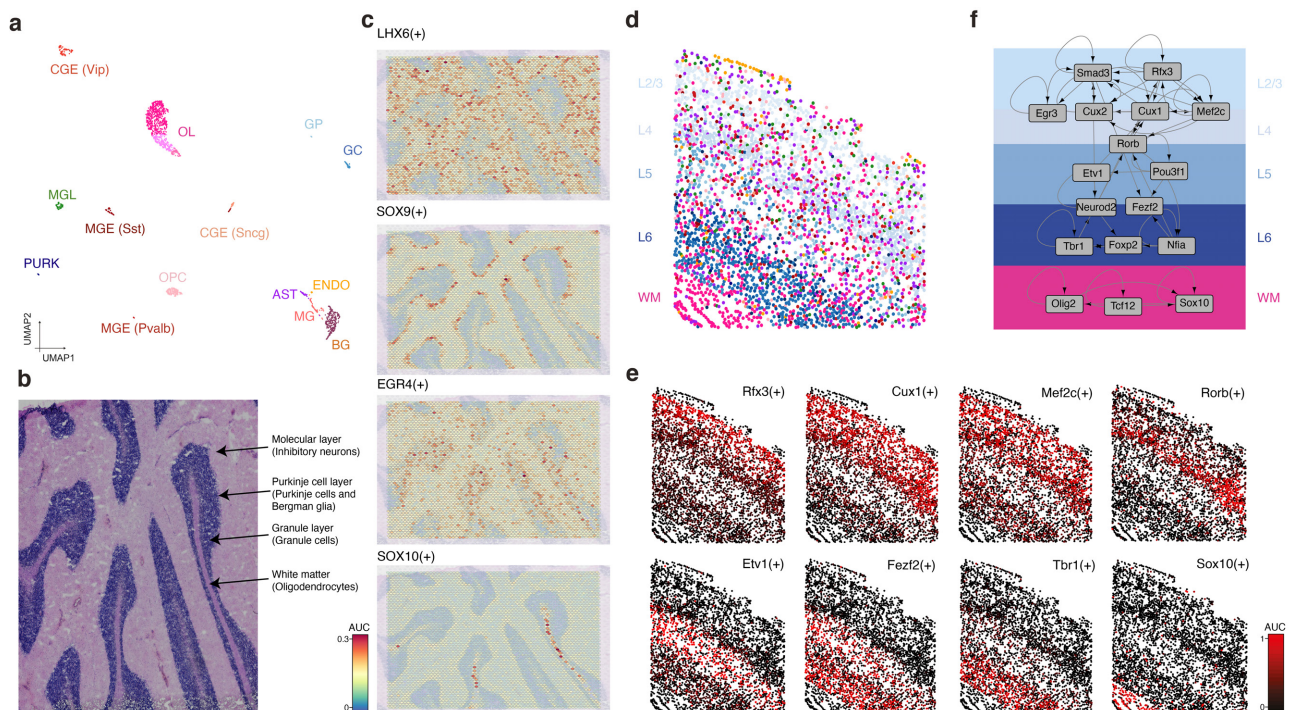 a
CGE (Vip)
OL
GP
GC
MGL
MGE (Sst)
CGE (Sncg)
PURK
OPC
AST
ENDO
MG
BG
MGE (Pvalb)
UMAP2
UMAP1
b
Molecular layer
(Inhibitory neurons)
Purkinje cell layer
(Purkinje cells and
Bergman glia)
Granule layer
(Granule cells)
White matter
(Oligodendrocytes)
AUC
0.3
0
c
LHX6(+)
SOX9(+)
EGR4(+)
SOX10(+)
d
L2/3
L4
L5
L6
WM
e
Rfx3(+)
Cux1(+)
Mef2c(+)
Rorb(+)
Etv1(+)
Fezf2(+)
Tbr1(+)
Sox10(+)
AUC
1
0
f
Smad3
Rfx3
Egr3
Cux2
Cux1
Mef2c
Rorb
Etv1
Pou3f1
Neurod2
Fezf2
Tbr1
Foxp2
Nfia
Olig2
Tcf12
Sox10
L2/3
L4
L5
L6
WM